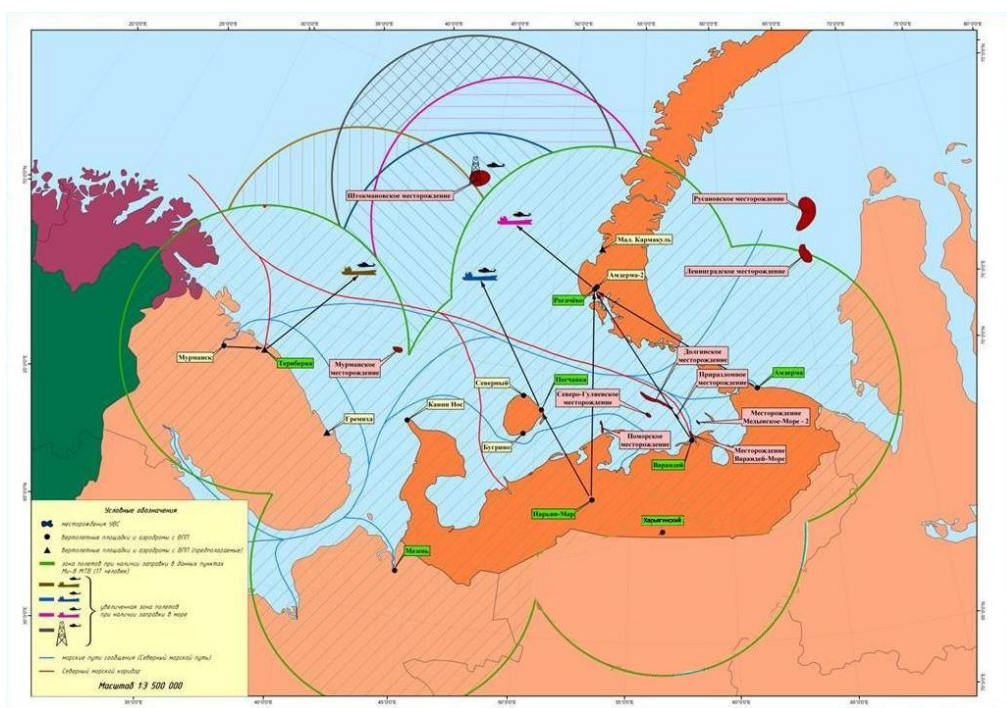 Штокмановское месторождение
Русановское месторождение
Мал. Кармакулы
Ленинградское месторождение
Амдерма-2
Рогачёво
Мурманск
Териберка
Мурманское
месторождение
Долгинское
месторождение
Приразломное
месторождение
Амдерма
Северный
Песчанка
Северо-Гуляевское
месторождение
Канин Нос
Гремиха
Бугрино
Поморское
месторождение
Месторождение
Медынское-Море - 2
Месторождение
Варандей-Море
Варандей
Нарьян-Мар
Харьягинский
Мезень
Условные обозначения
месторождения УВС
вертолетные площадки и аэродромы с ВПП
вертолетные площадки и аэродромы с ВПП (предполагаемые)
зона полетов при наличии заправки в данных пунктах
Ми-8 МТВ (17 человек)
увеличенная зона полетов
при наличии заправки в море
морские пути сообщения (Северный морской путь)
Северный морской коридор
Масштаб 1:3 500 000